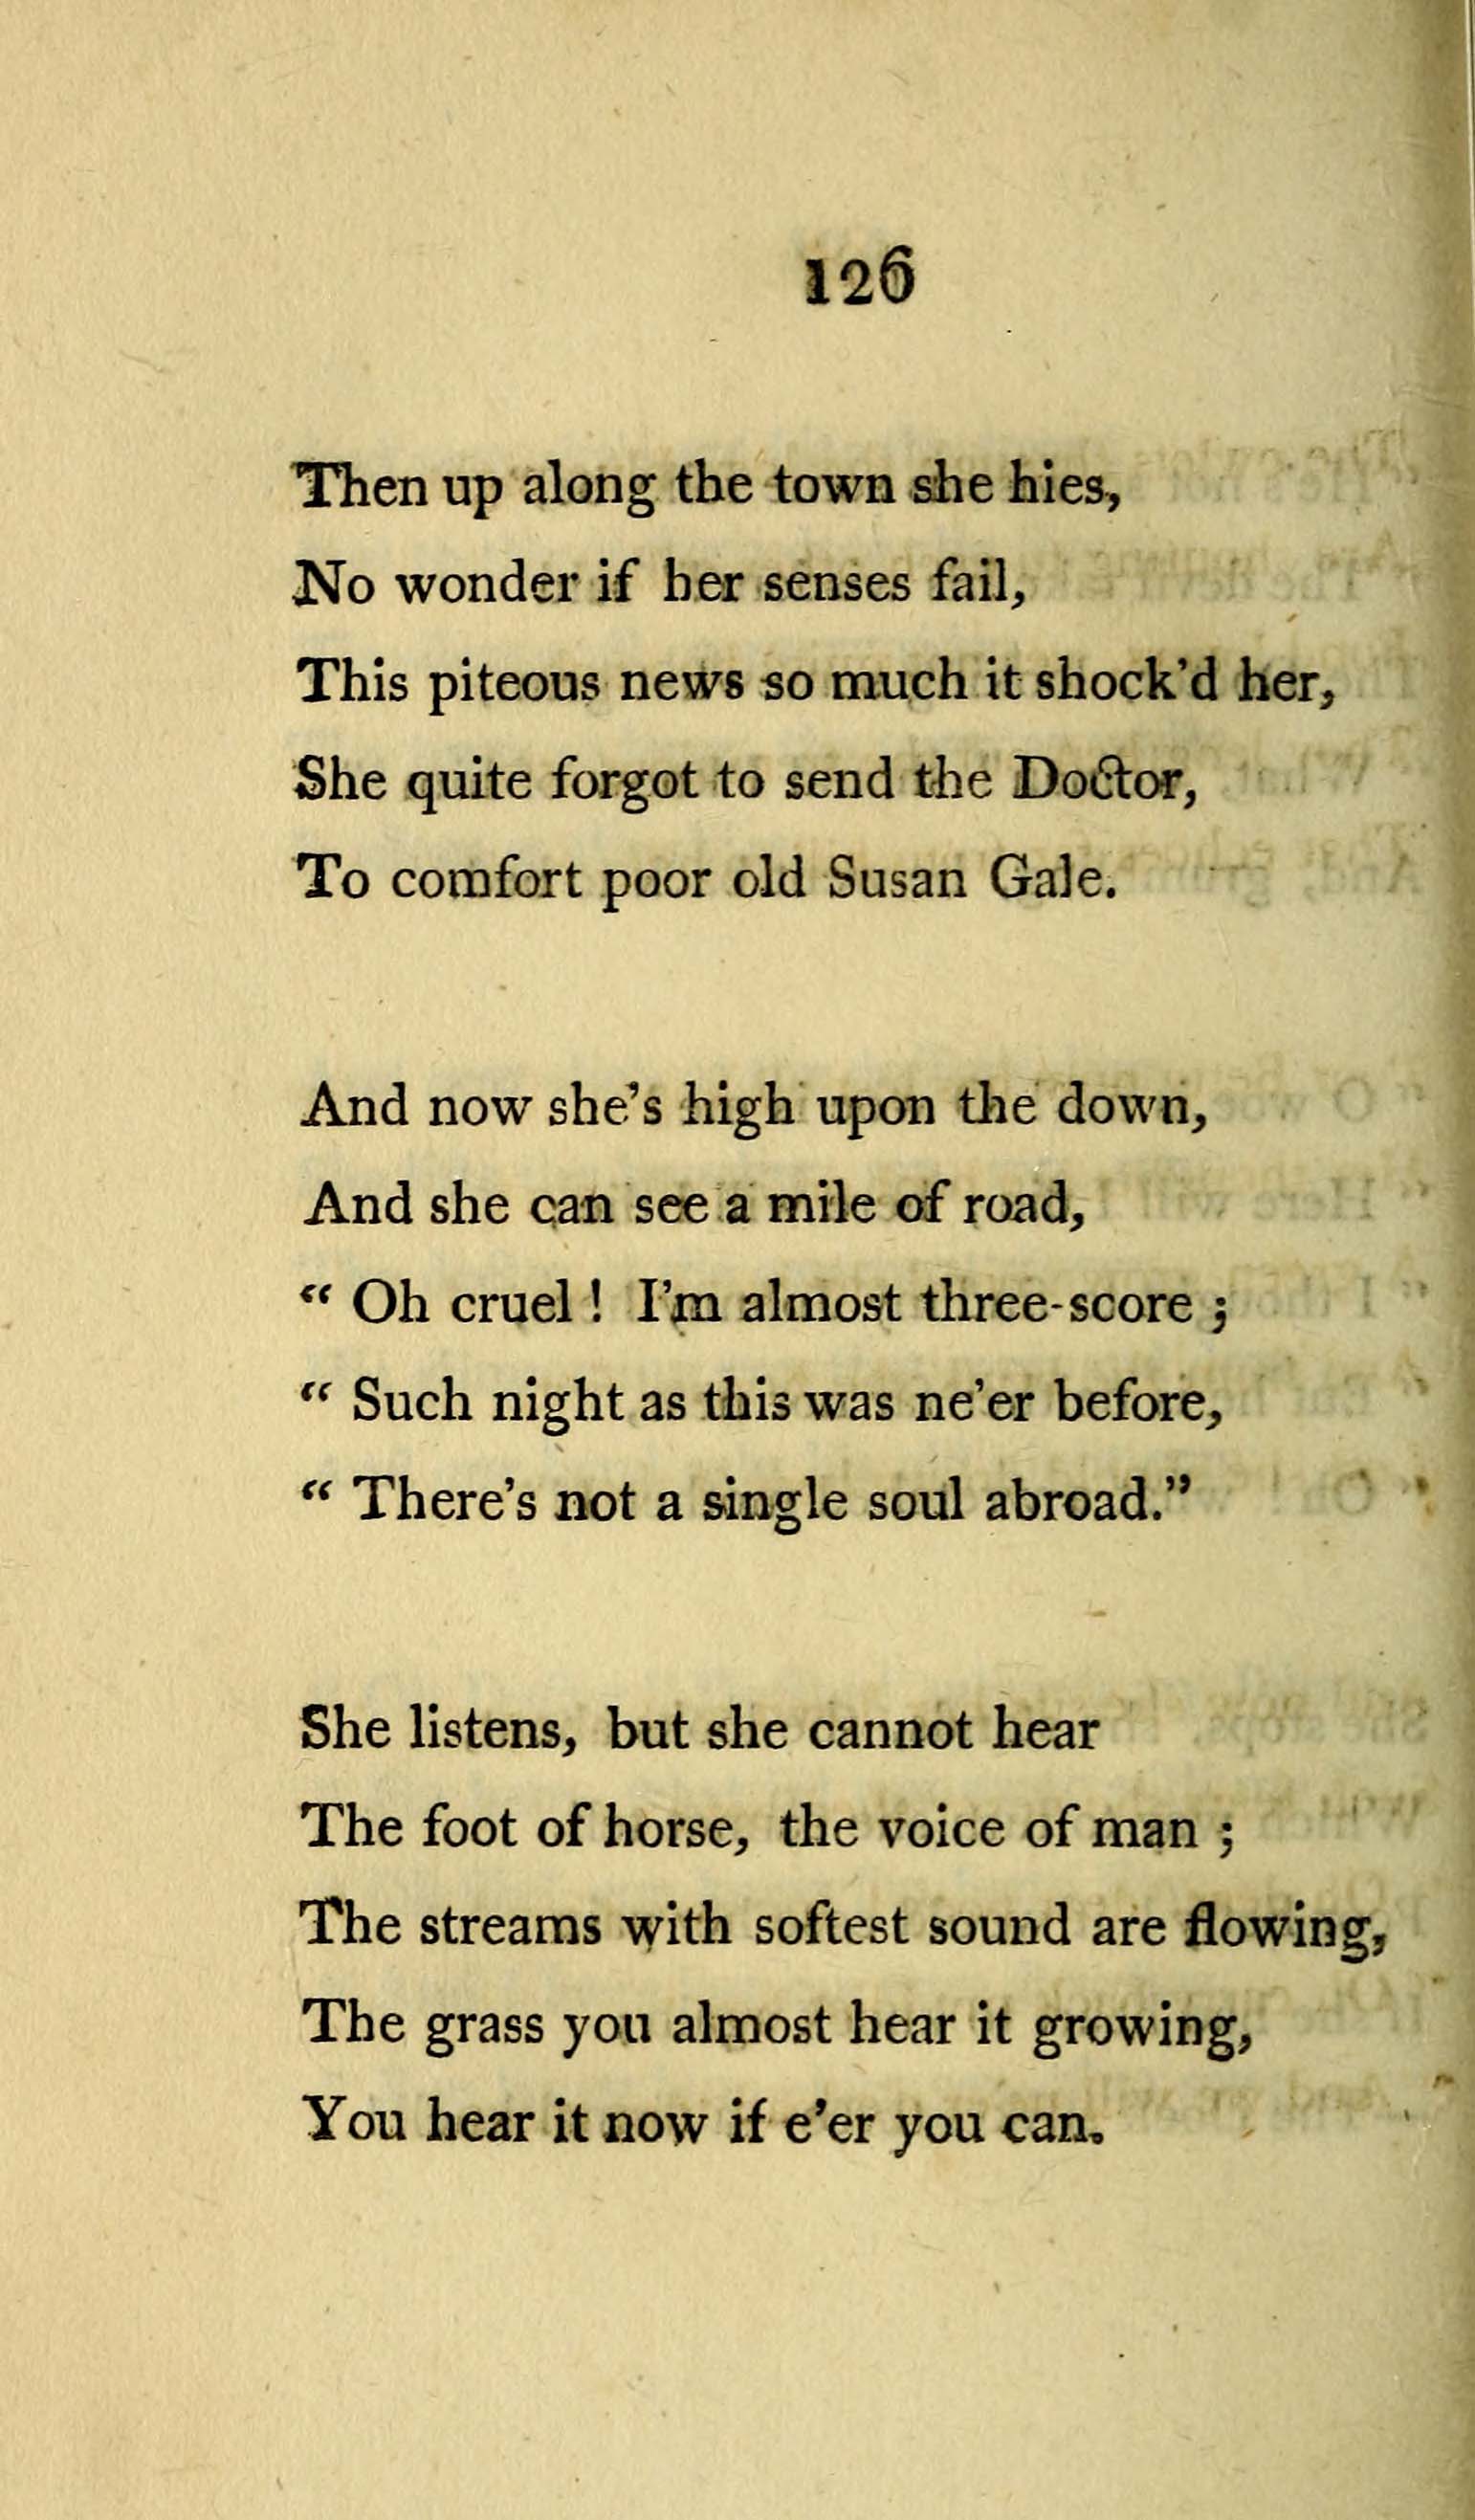 126
Then up along the town she hies,
No wonder if her senses fail,
This piteous news so much it shock'd her,
She quite forgot to send the Doctor,
To comfort poor old Susan Gale.
And now she's high upon the down,
And she can see a mile of road,
“ Oh cruel ! I'm almost three-score ;
“ Such night as this was ne'er before,
“ There's not a single soul abroad.”
She listens, but she cannot hear
The foot of horse, the voice of man ;
The streams with softest sound are flowing,
The grass you almost hear it growing,
You hear it now if e'er you can.